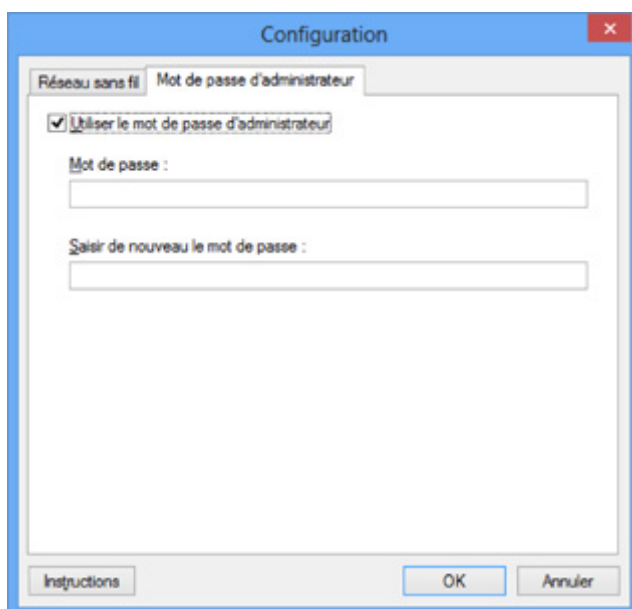 Configuration
Réseau sans fil
Mot de passe d'administrateur
Utiliser le mot de passe d'administrateur
Mot de passe :
Saisir de nouveau le mot de passe :
Instructions
OK
Annuler